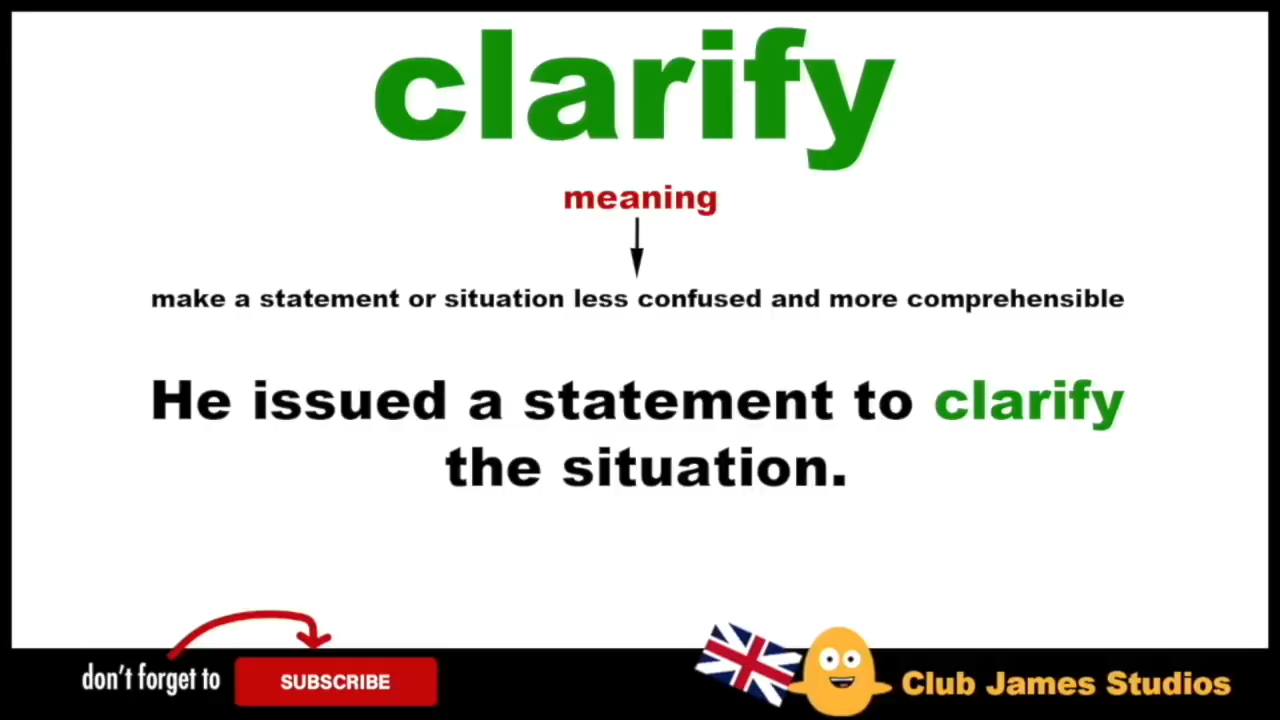 clarify
meaning
make a statement or situation less confused and more comprehensible
He issued a statement to clarify
the situation.
don't forget to
SUBSCRIBE
Club James Studios